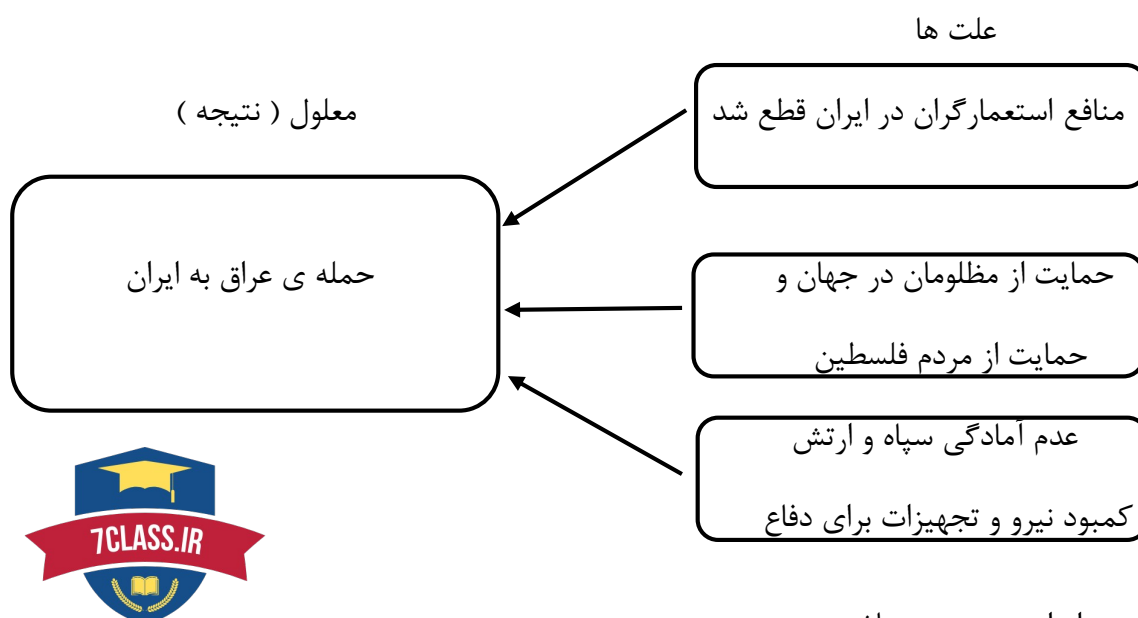 علت ها
منافع استعمارگران در ایران قطع شد
معلول ( نتیجه )
حمله ی عراق به ایران
حمایت از مظلومان در جهان و
حمایت از مردم فلسطین
عدم آمادگی سپاه و ارتش
کمبود نیرو و تجهیزات برای دفاع
7CLASS.IR